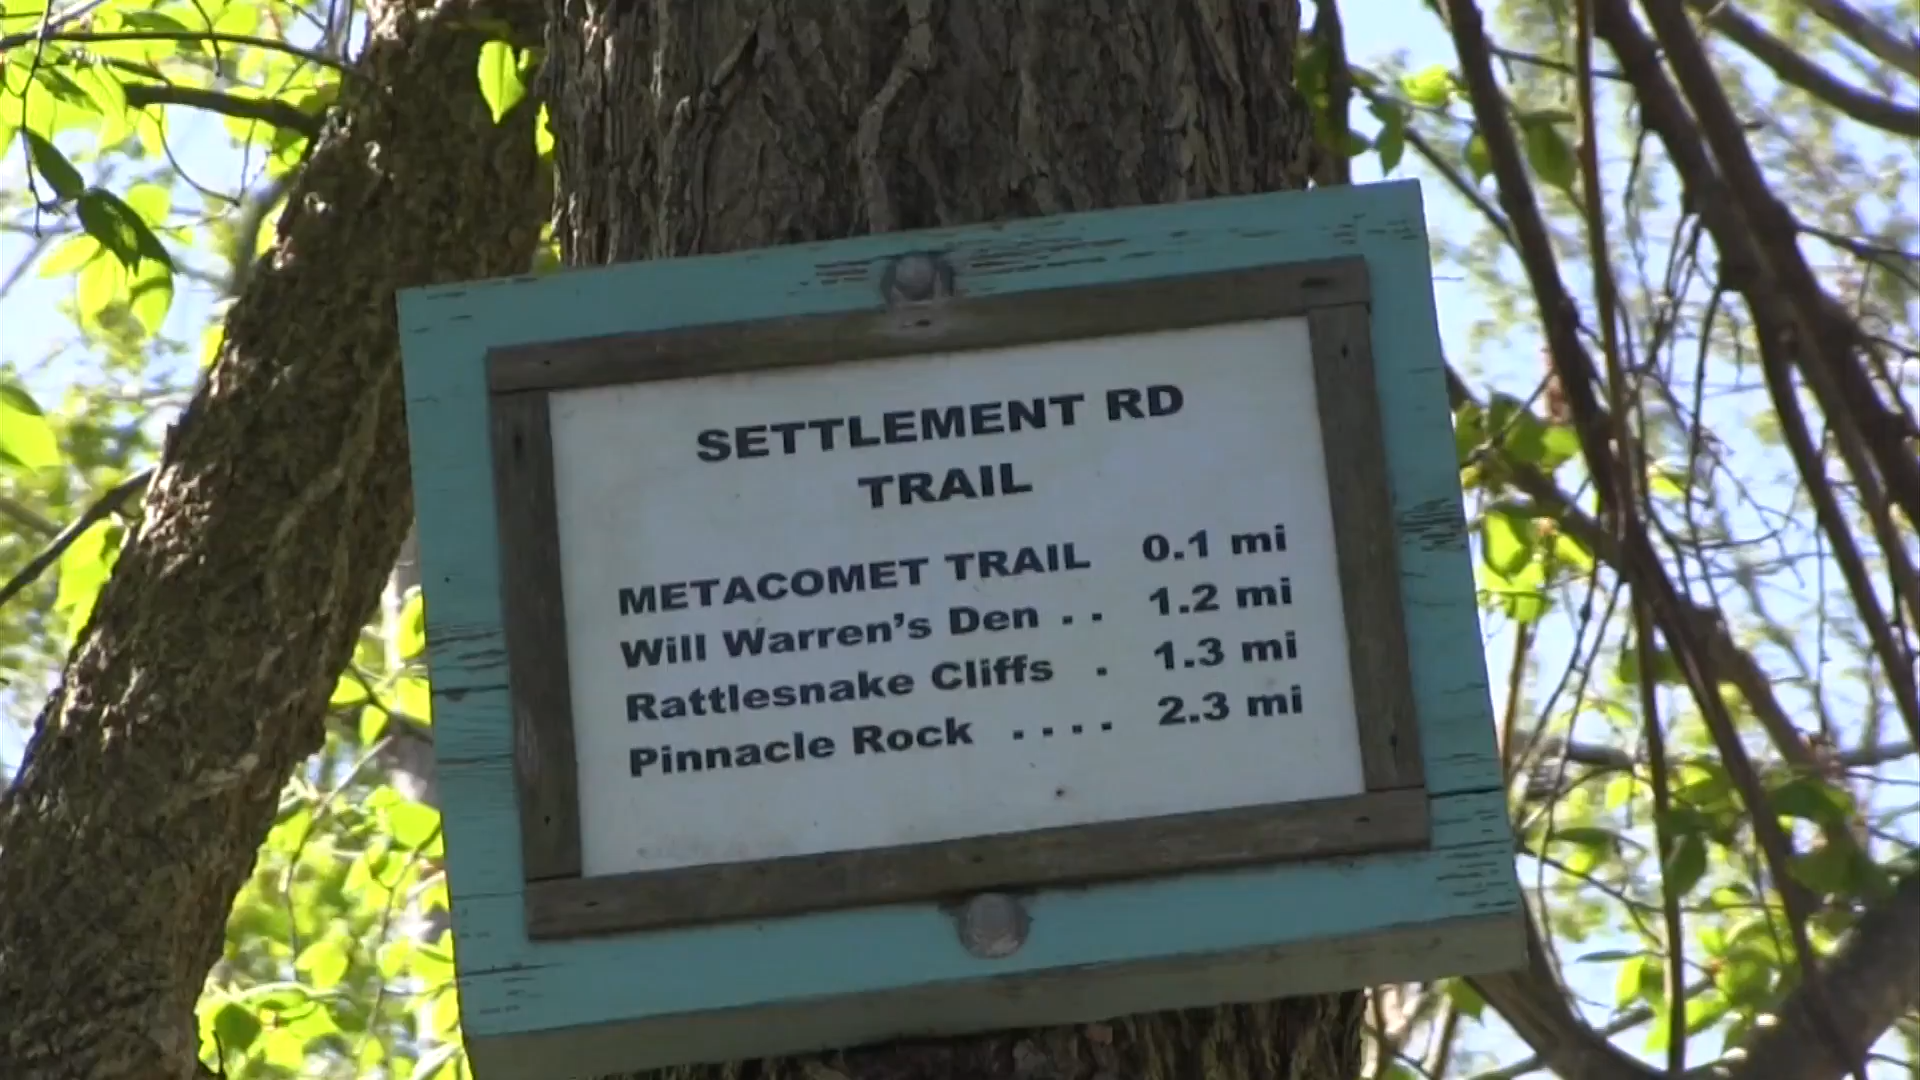 SETTLEMENT RD
TRAIL
METACOMET TRAIL 0.1 mi
Will Warren's Den . . 1.2 mi
Rattlesnake Cliffs . 1.3 mi
Pinnacle Rock . . . . 2.3 mi